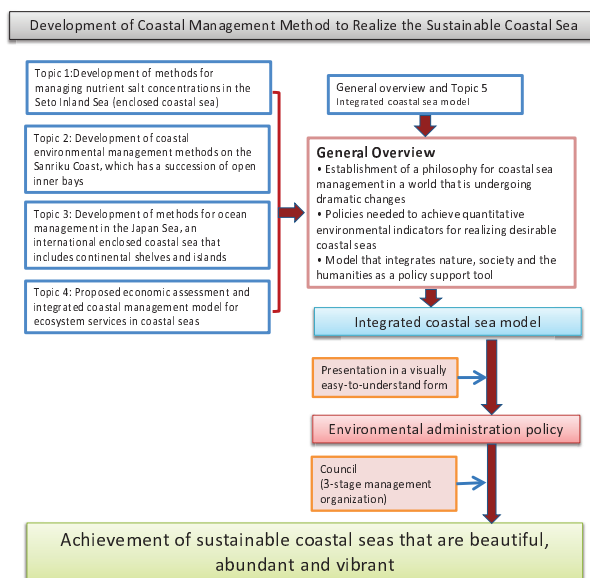 Development of Coastal Management Method to Realize the Sustainable Coastal Sea
Topic 1:Development of methods for
managing nutrient salt concentrations in the
Seto Inland Sea (enclosed coastal sea)
Topic 2: Development of coastal
environmental management methods on the
Sanriku Coast, which has a succession of open
inner bays
Topic 3: Development of methods for ocean
management in the Japan Sea, an
international enclosed coastal sea that
includes continental shelves and islands
Topic 4: Proposed economic assessment and
integrated coastal management model for
ecosystem services in coastal seas
General overview and Topic 5
Integrated coastal sea model
General Overview
• Establishment of a philosophy for coastal sea
management in a world that is undergoing
dramatic changes
• Policies needed to achieve quantitative
environmental indicators for realizing desirable
coastal seas
• Model that integrates nature, society and the
humanities as a policy support tool
Integrated coastal sea model
Presentation in a visually
easy-to-understand form
Environmental administration policy
Council
(3-stage management
organization)
Achievement of sustainable coastal seas that are beautiful,
abundant and vibrant